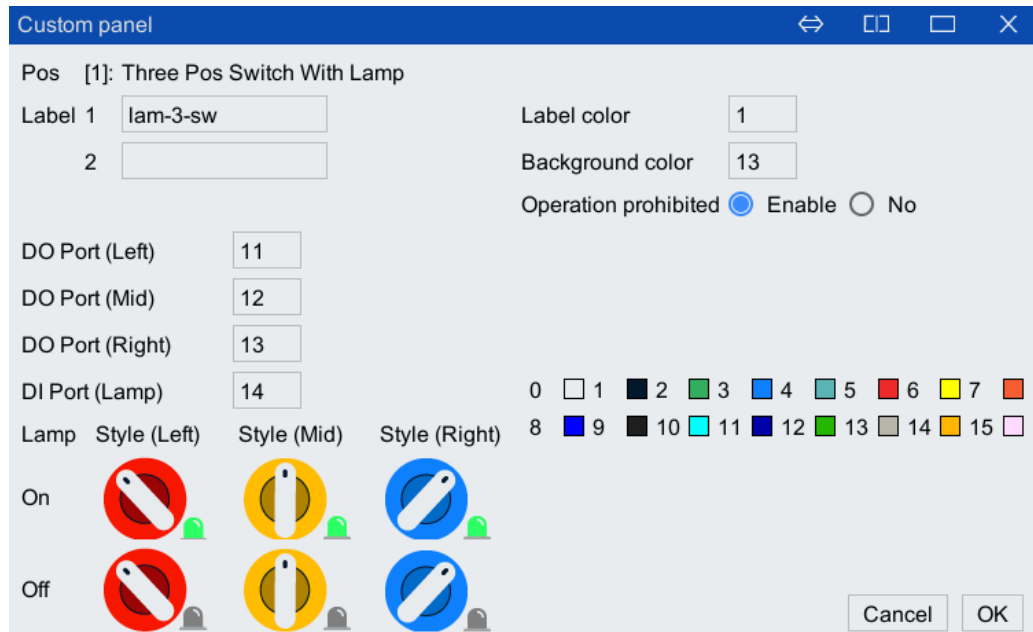 Custom panel
Pos [1]: Three Pos Switch With Lamp
Label 1 lam-3-sw Label color 1
2 Background color 13
Operation prohibited Enable No
DO Port (Left) 11
DO Port (Mid) 12
DO Port (Right) 13
DI Port (Lamp) 14
0 1 2 3 4 5 6 7
8 9 10 11 12 13 14 15
Lamp Style (Left) Style (Mid) Style (Right)
On
Off
Cancel OK